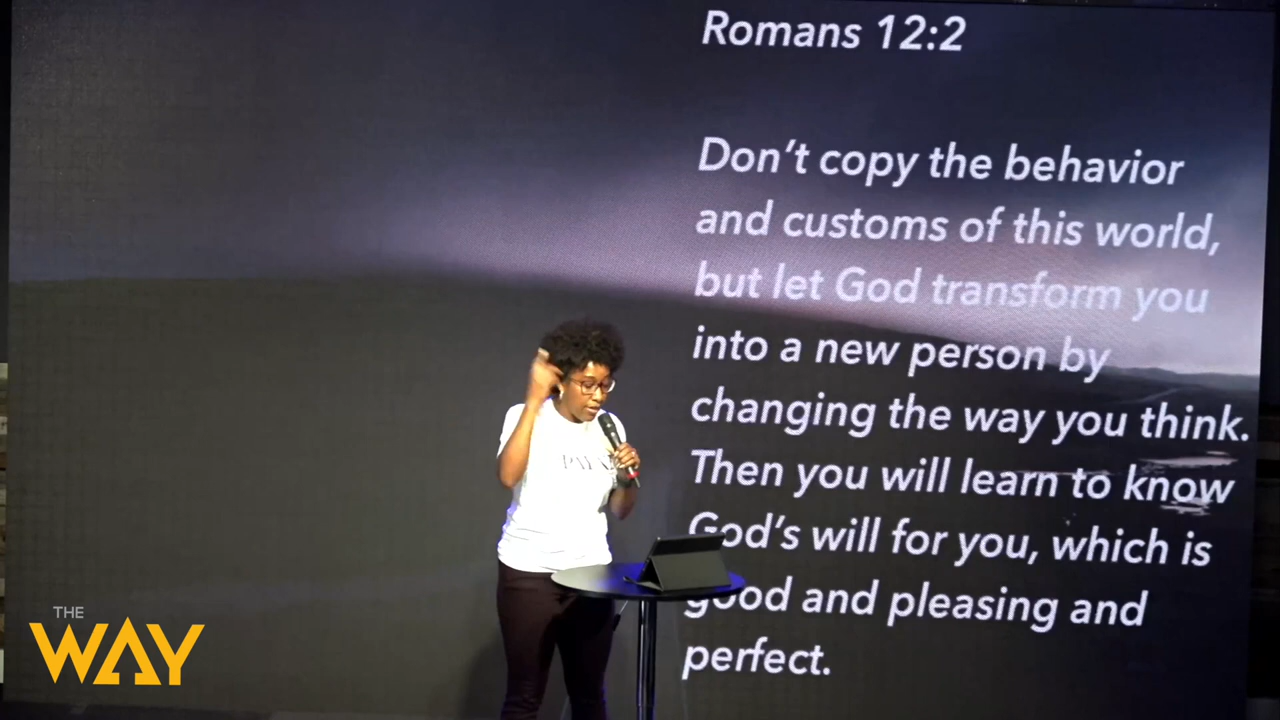 Romans 12:2
Don't copy the behavior
and customs of this world,
but let God transform you
into a new person by
changing the way you think.
Then you will learn to know
God's will for you, which is
good and pleasing and
perfect.
THE
WAY